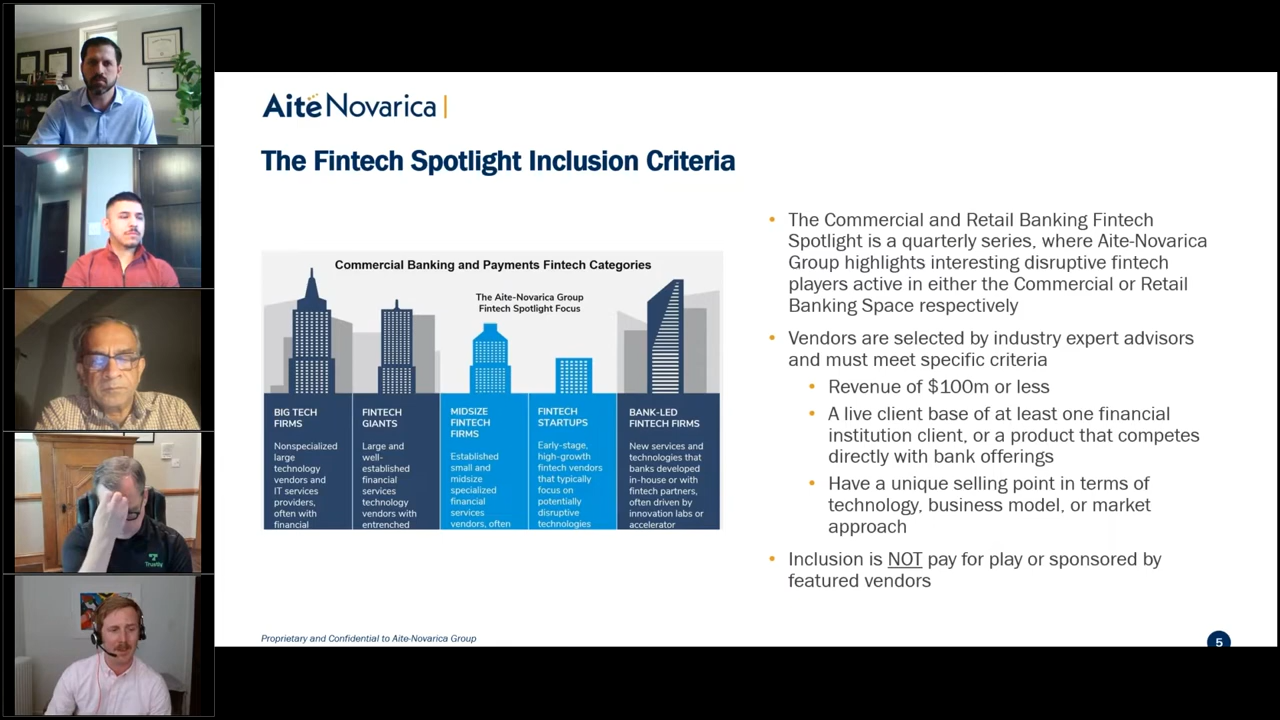 AiteNovarica
The Fintech Spotlight Inclusion Criteria
Commercial Banking and Payments Fintech Categories
The Aite-Novarica Group
Fintech Spotlight Focus
BIG TECH
FIRMS
Nonspecialized
large
technology
vendors and
IT services
providers,
often with
financial
FINTECH
GIANTS
Large and
well-
established
financial
services
technology
vendors with
entrenched
MIDSIZE
FINTECH
FIRMS
Established
small and
midsize
specialized
financial
services
vendors, often
FINTECH
STARTUPS
Early-stage,
high-growth
fintech vendors
that typically
focus on
potentially
disruptive
technologies
BANK-LED
FINTECH FIRMS
New services and
technologies that
banks developed
in-house or with
fintech partners,
often driven by
innovation labs or
accelerator
• The Commercial and Retail Banking Fintech
Spotlight is a quarterly series, where Aite-Novarica
Group highlights interesting disruptive fintech
players active in either the Commercial or Retail
Banking Space respectively
• Vendors are selected by industry expert advisors
and must meet specific criteria
• Revenue of $100m or less
• A live client base of at least one financial
institution client, or a product that competes
directly with bank offerings
• Have a unique selling point in terms of
technology, business model, or market
approach
• Inclusion is NOT pay for play or sponsored by
featured vendors
Proprietary and Confidential to Aite-Novarica Group
5
Trustly